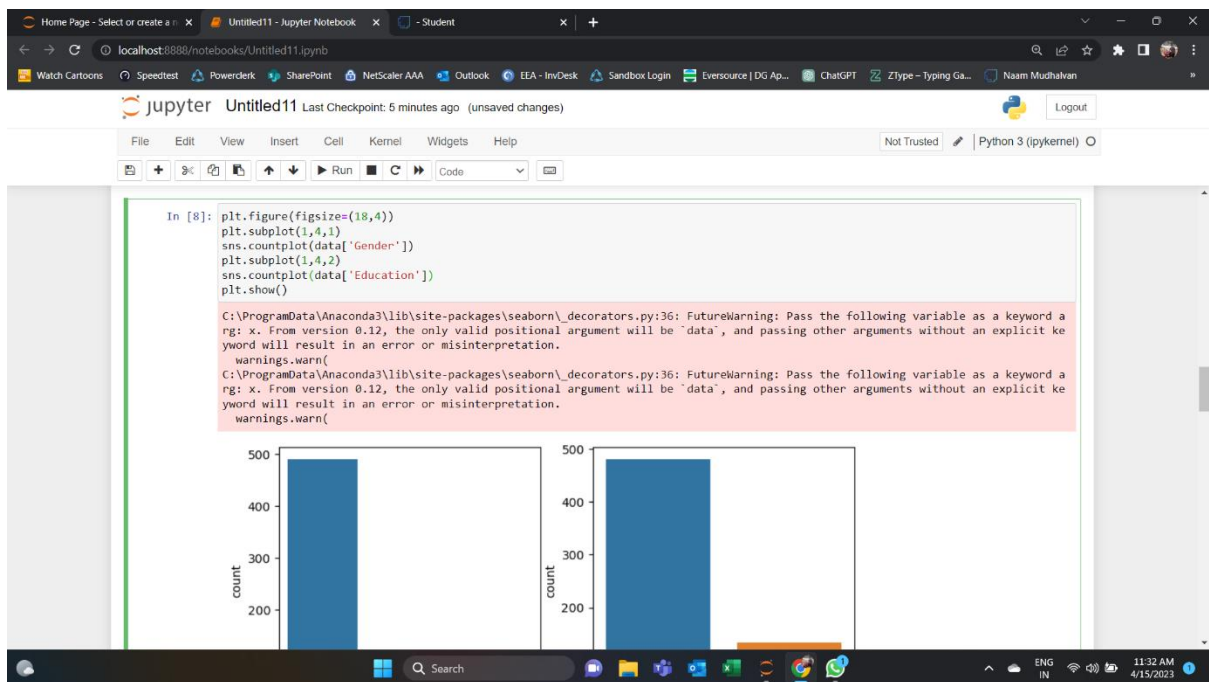 Home Page - Select or create a n
Untitled11 - Jupyter Notebook
- Student
localhost:8888/notebooks/Untitled11.ipynb
Watch Cartoons Speedtest Powerclerk SharePoint NetScaler AAA Outlook EEA - InvDesk Sandbox Login Eversource | DG Ap... ChatGPT ZType – Typing Ga... Naam Mudhalvan »
jupyter Untitled11 Last Checkpoint: 5 minutes ago (unsaved changes)
Logout
File Edit View Insert Cell Kernel Widgets Help
Not Trusted Python 3 (ipykernel)
Run Code
In [8]: plt.figure(figsize=(18,4))
plt.subplot(1,4,1)
sns.countplot(data['Gender'])
plt.subplot(1,4,2)
sns.countplot(data['Education'])
plt.show()
C:\ProgramData\Anaconda3\lib\site-packages\seaborn\_decorators.py:36: FutureWarning: Pass the following variable as a keyword a
rg: x. From version 0.12, the only valid positional argument will be `data`, and passing other arguments without an explicit ke
yword will result in an error or misinterpretation.
warnings.warn(
C:\ProgramData\Anaconda3\lib\site-packages\seaborn\_decorators.py:36: FutureWarning: Pass the following variable as a keyword a
rg: x. From version 0.12, the only valid positional argument will be `data`, and passing other arguments without an explicit ke
yword will result in an error or misinterpretation.
warnings.warn(
500
400
300
200
count
500
400
300
200
count
Search
ENG
IN
11:32 AM
4/15/2023
1